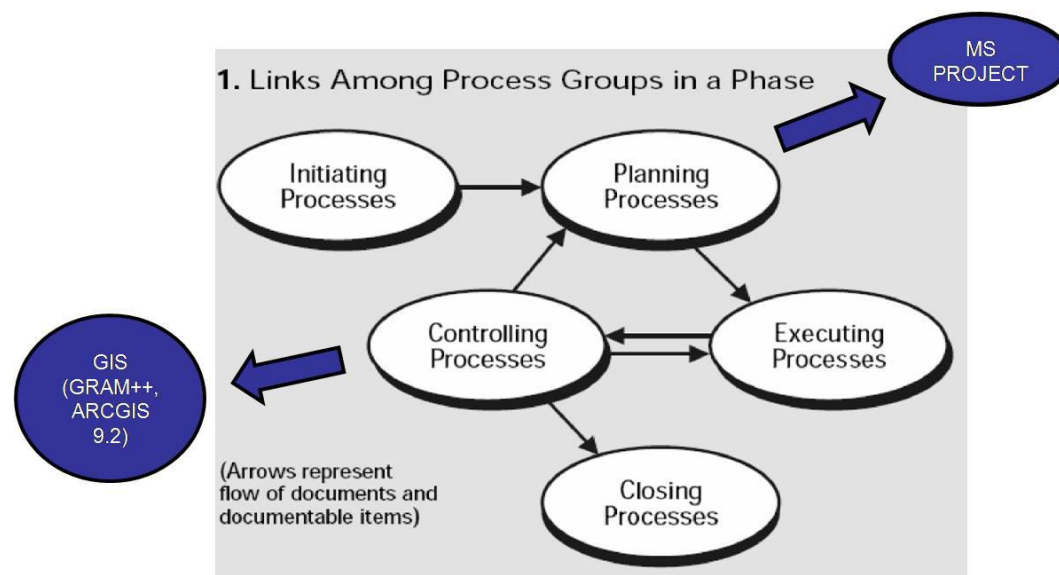 MS
PROJECT
1. Links Among Process Groups in a Phase
Initiating
Processes
Planning
Processes
Controlling
Processes
Executing
Processes
GIS
(GRAM++,
ARCGIS
9.2)
(Arrows represent
flow of documents and
documentable items)
Closing
Processes